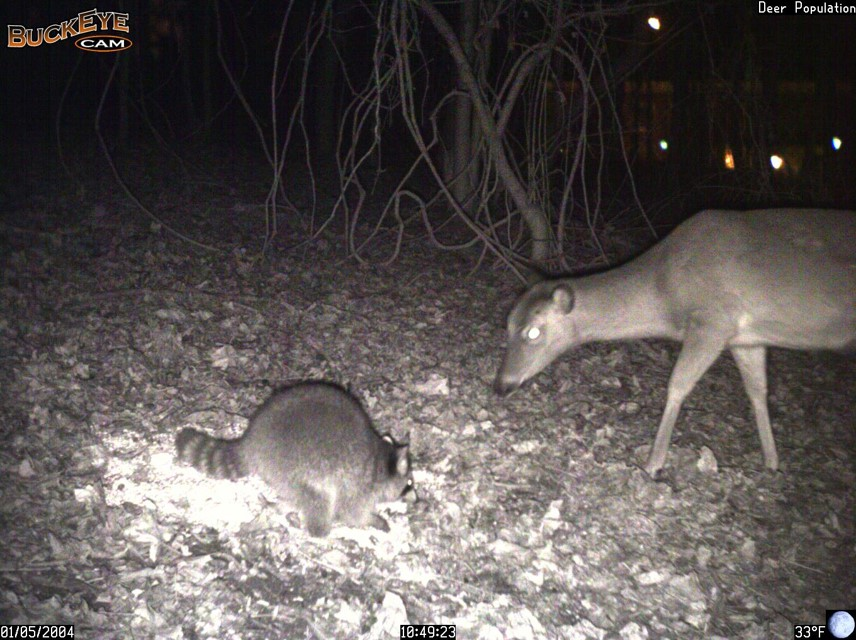 BUCKEYE
CAM
Deer Population
01/05/2004 10:49:23 33°F